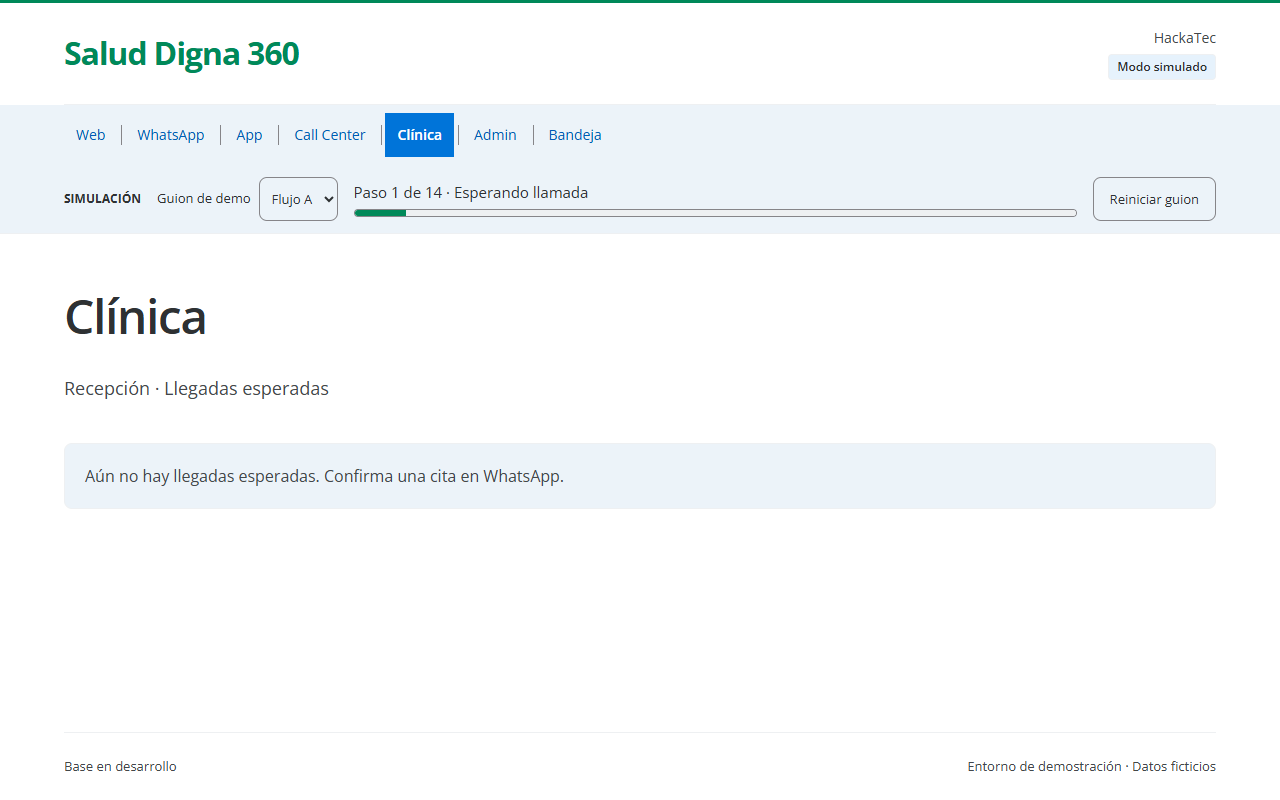 Salud Digna 360
HackaTec
Modo simulado
Web
WhatsApp
App
Call Center
Clínica
Admin
Bandeja
SIMULACIÓN
Guion de demo
Flujo A
Paso 1 de 14 · Esperando llamada
Reiniciar guion
Clínica
Recepción · Llegadas esperadas
Aún no hay llegadas esperadas. Confirma una cita en WhatsApp.
Base en desarrollo
Entorno de demostración · Datos ficticios